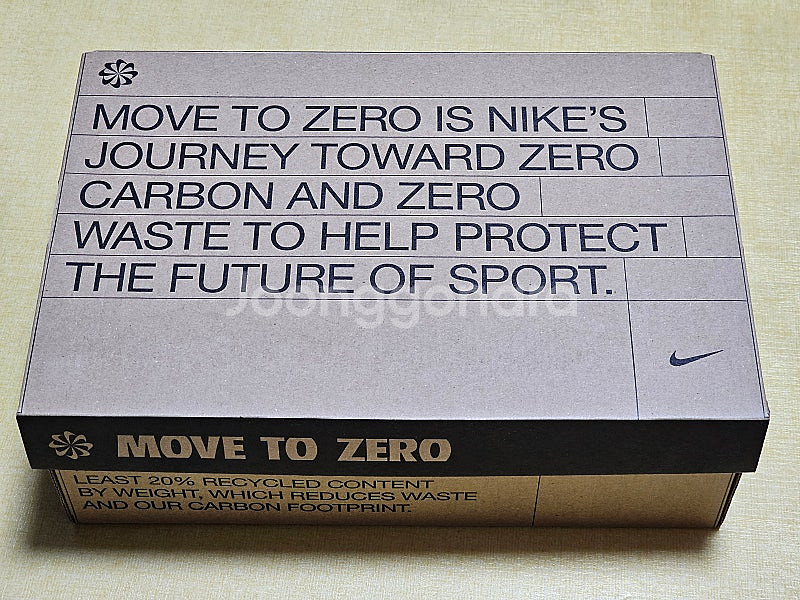 MOVE TO ZERO IS NIKE'S
JOURNEY TOWARD ZERO
CARBON AND ZERO
WASTE TO HELP PROTECT
THE FUTURE OF SPORT.
Joonggonara
MOVE TO ZERO
LEAST 20% RECYCLED CONTENT
BY WEIGHT, WHICH REDUCES WASTE
AND OUR CARBON FOOTPRINT.